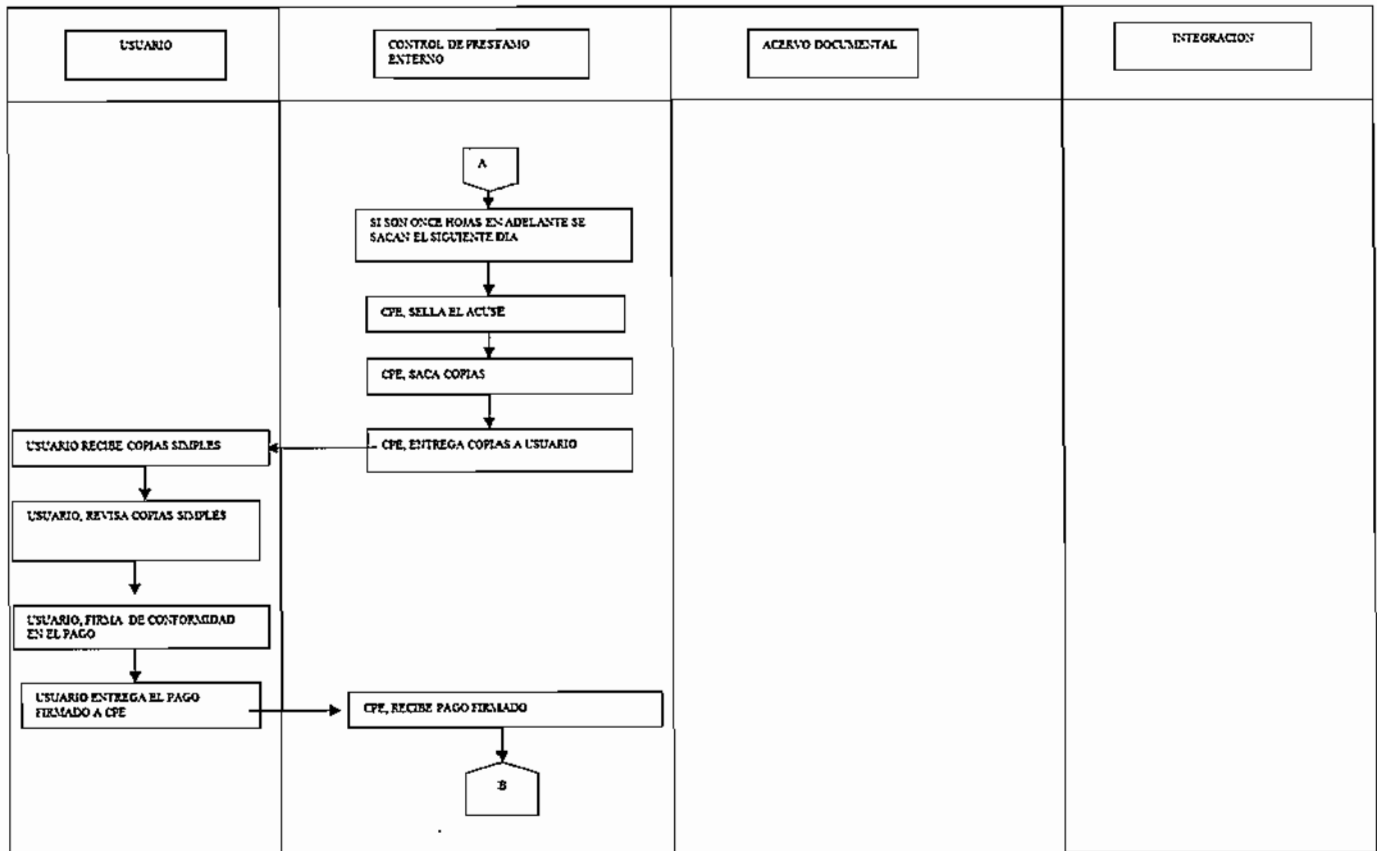 USUARIO
CONTROL DE PRESTAMO
EXTERNO
ACERVO DOCUMENTAL
INTEGRACION
A
SI SON ONCE HOJAS EN ADELANTE SE
SACAN EL SIGUIENTE DIA
CPE, SELLA EL ACUSE
CPE, SACA COPIAS
CPE, ENTREGA COPIAS A USUARIO
USUARIO RECIBE COPIAS SIMPLES
USUARIO, REVISA COPIAS SIMPLES
USUARIO, FIRMA DE CONFORMIDAD
EN EL PAGO
USUARIO ENTREGA EL PAGO
FIRMADO A CPE
CPE, RECIBE PAGO FIRMADO
B